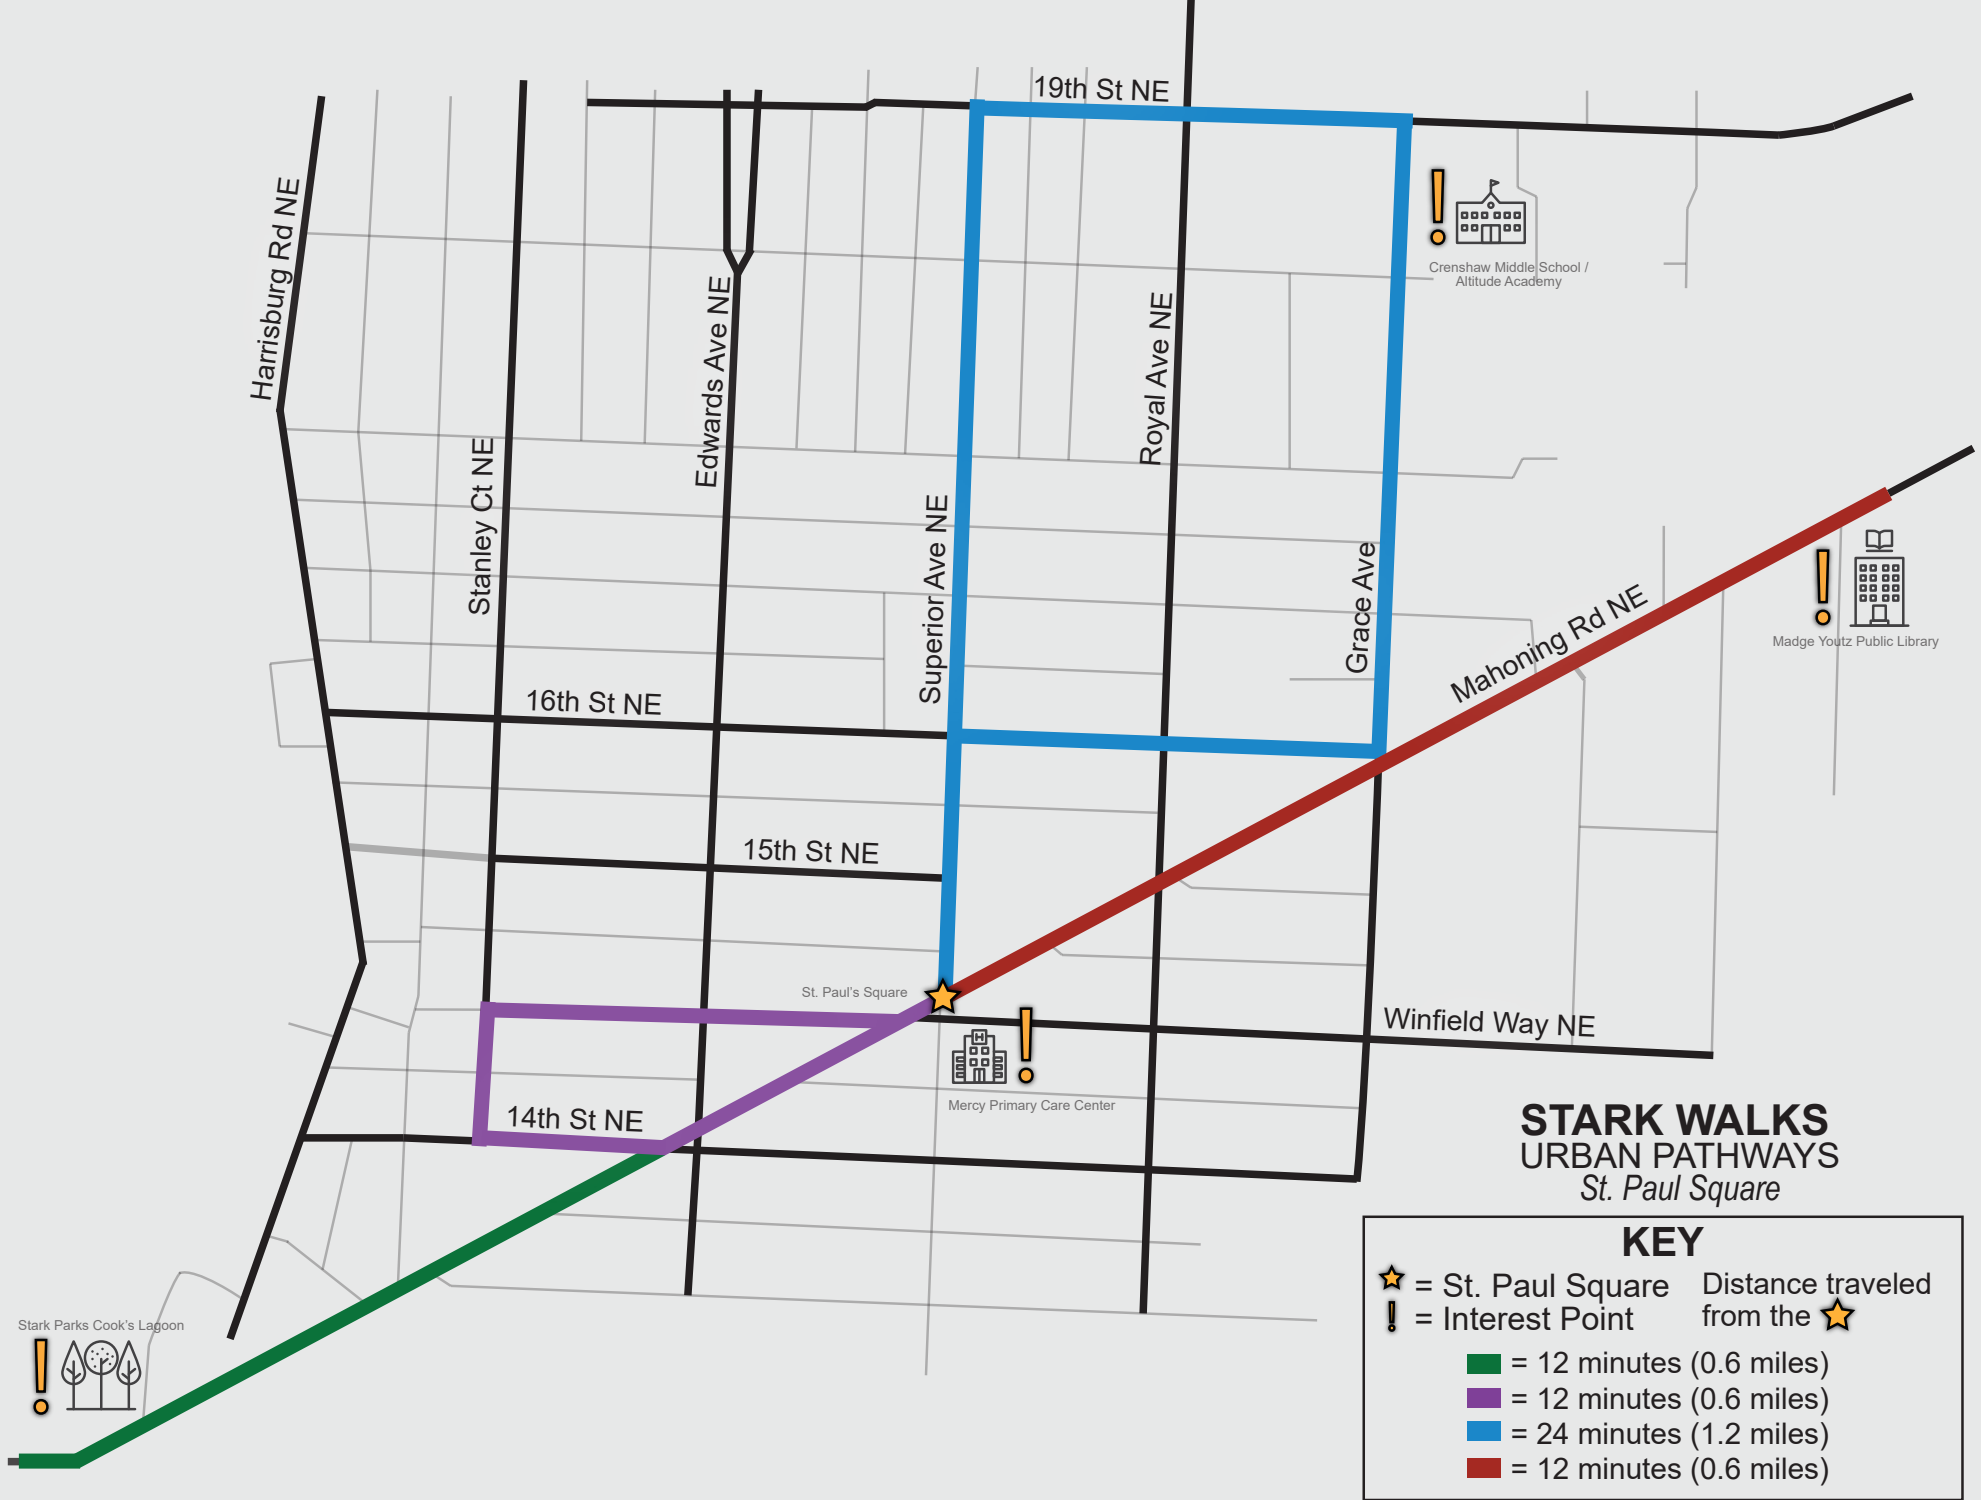 19th St NE
Harrisburg Rd NE
Crenshaw Middle School /
Altitude Academy
Edwards Ave NE
Royal Ave NE
Stanley Ct NE
Superior Ave NE
Grace Ave
Mahoning Rd NE
Madge Youtz Public Library
16th St NE
15th St NE
St. Paul's Square
Winfield Way NE
H
Mercy Primary Care Center
14th St NE
STARK WALKS
URBAN PATHWAYS
St. Paul Square
KEY
= St. Paul Square
= Interest Point
Distance traveled
from the
Stark Parks Cook's Lagoon
= 12 minutes (0.6 miles)
= 12 minutes (0.6 miles)
= 24 minutes (1.2 miles)
= 12 minutes (0.6 miles)